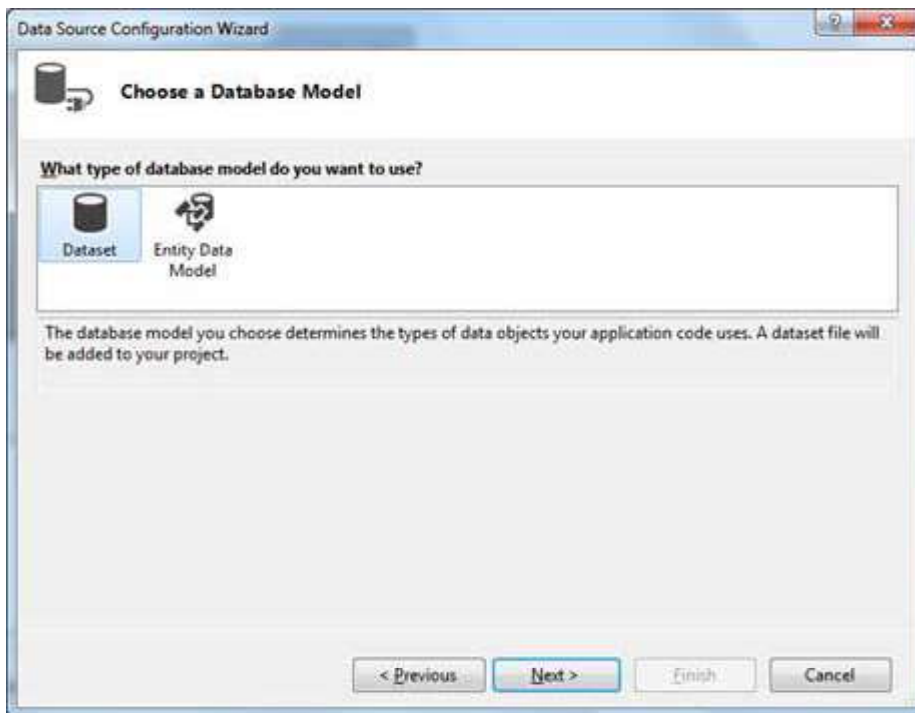 Data Source Configuration Wizard
Choose a Database Model
What type of database model do you want to use?
Dataset
Entity Data
Model
The database model you choose determines the types of data objects your application code uses. A dataset file will
be added to your project.
< Previous
Next >
Finish
Cancel